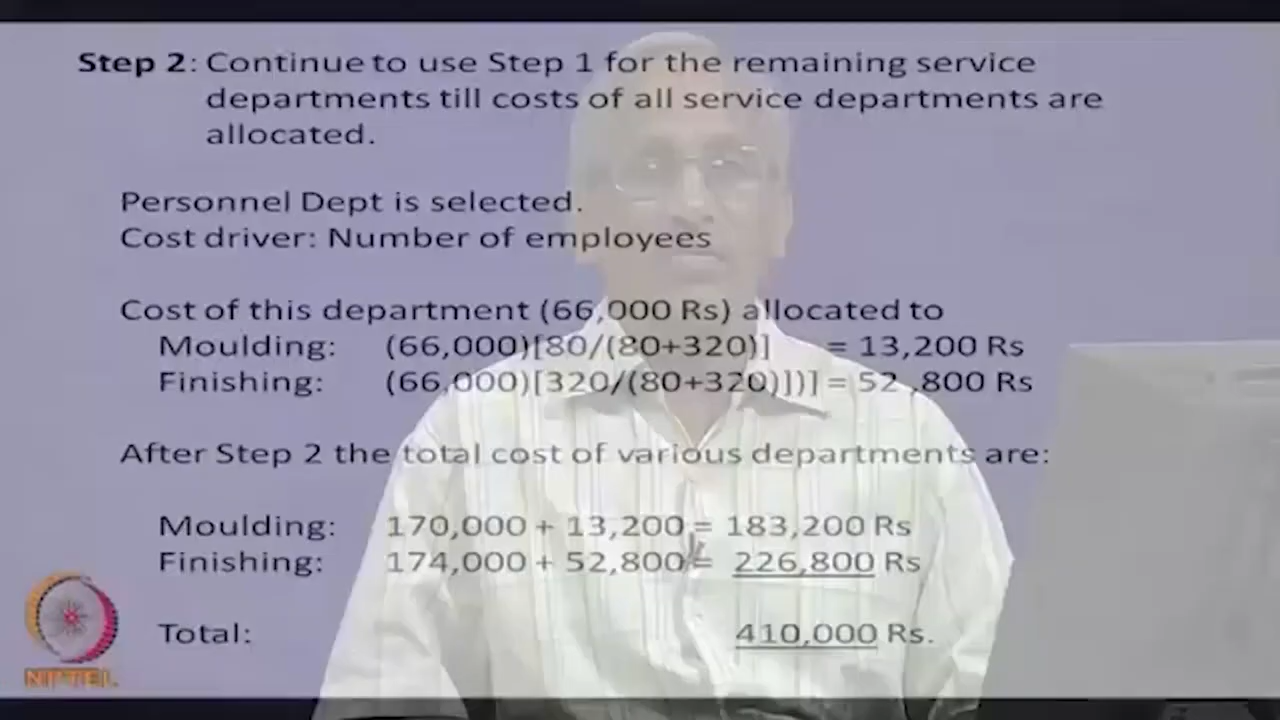 Step 2: Continue to use Step 1 for the remaining service
departments till costs of all service departments are
allocated.
Personnel Dept is selected.
Cost driver: Number of employees
Cost of this department (66,000 Rs) allocated to
Moulding: (66,000)[80/(80+320)] = 13,200 Rs
Finishing: (66,000)[320/(80+320)])] = 52 ,800 Rs
After Step 2 the total cost of various departments are:
Moulding: 170,000 + 13,200 = 183,200 Rs
Finishing: 174,000 + 52,800 = 226,800 Rs
Total: 410,000 Rs.
NPTEL